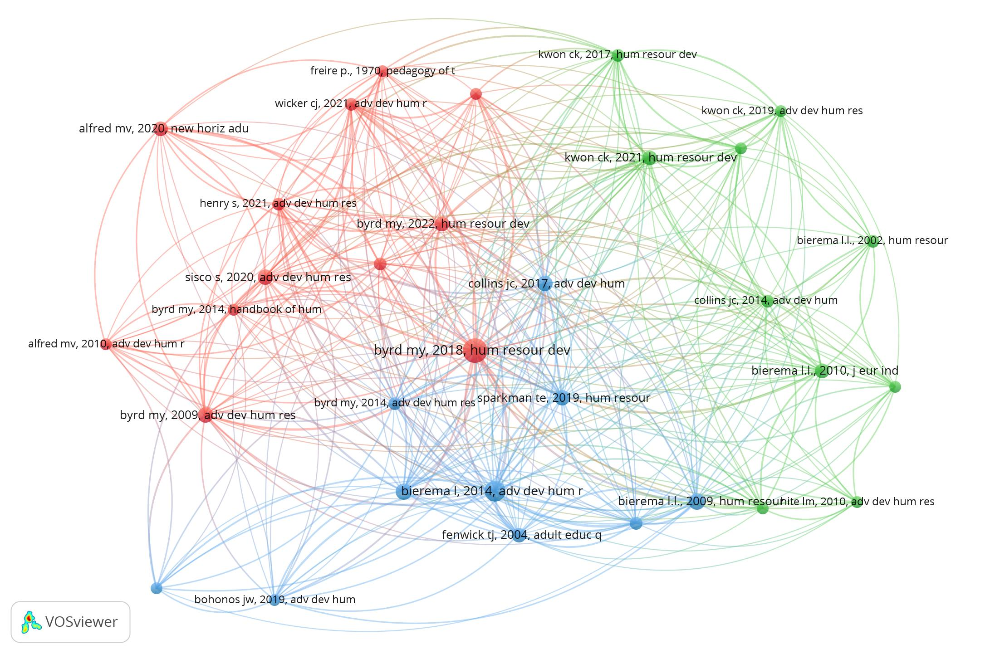 kwon ck, 2017, hum resour dev
freire p., 1970, pedagogy of t
wicker cj, 2021, adv dev hum r
kwon ck, 2019, adv dev hum res
alfred mv, 2020, new horiz adu
kwon ck, 2021, hum resour dev
henry s, 2021, adv dev hum res
byrd my, 2022, hum resour dev
bierema l.l., 2002, hum resour
sisco s, 2020, adv dev hum res
collins jc, 2017, adv dev hum
collins jc, 2014, adv dev hum
byrd my, 2014, handbook of hum
alfred mv, 2010, adv dev hum r
byrd my, 2018, hum resour dev
bierema l.l., 2010, j eur ind
byrd my, 2014, adv dev hum res
sparkman te, 2019, hum resour
byrd my, 2009, adv dev hum res
bierema l, 2014, adv dev hum r
bierema l.l., 2009, hum resour
lm, 2010, adv dev hum res
fenwick tj, 2004, adult educ q
bohonos jw, 2019, adv dev hum
VOSviewer